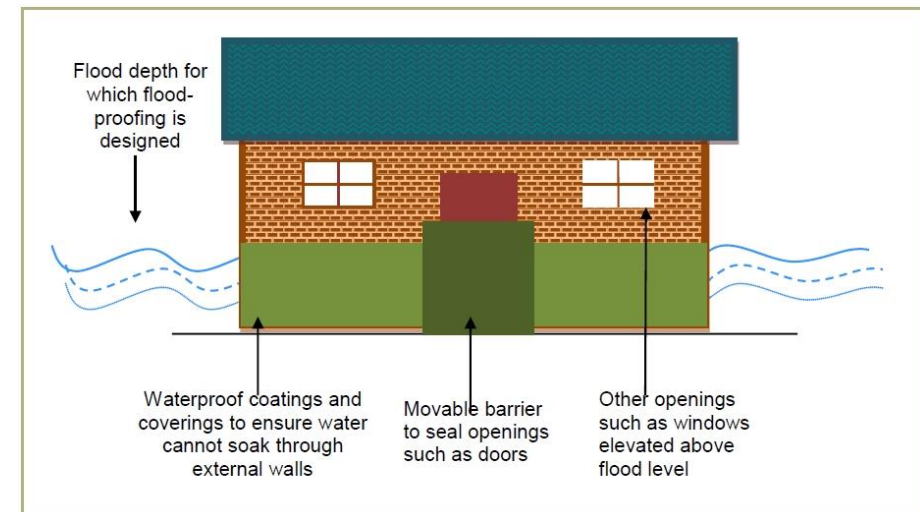 Flood depth for
which flood-
proofing is
designed
Waterproof coatings and
coverings to ensure water
cannot soak through
external walls
Movable barrier
to seal openings
such as doors
Other openings
such as windows
elevated above
flood level